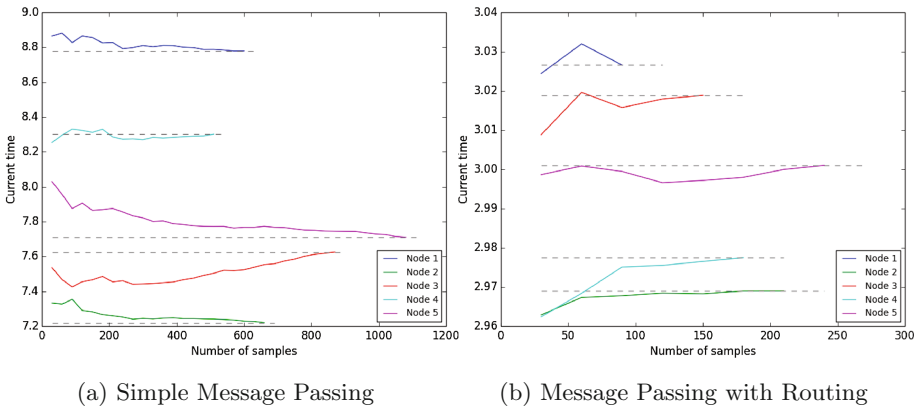 9.0
8.8
8.6
8.4
8.2
8.0
7.8
7.6
7.4
7.2
Current time
0
200
400
600
800
1000
1200
Number of samples
Node 1
Node 2
Node 3
Node 4
Node 5
(a) Simple Message Passing
3.04
3.03
3.02
3.01
3.00
2.99
2.98
2.97
2.96
Current time
0
50
100
150
200
250
300
Number of samples
Node 1
Node 2
Node 3
Node 4
Node 5
(b) Message Passing with Routing